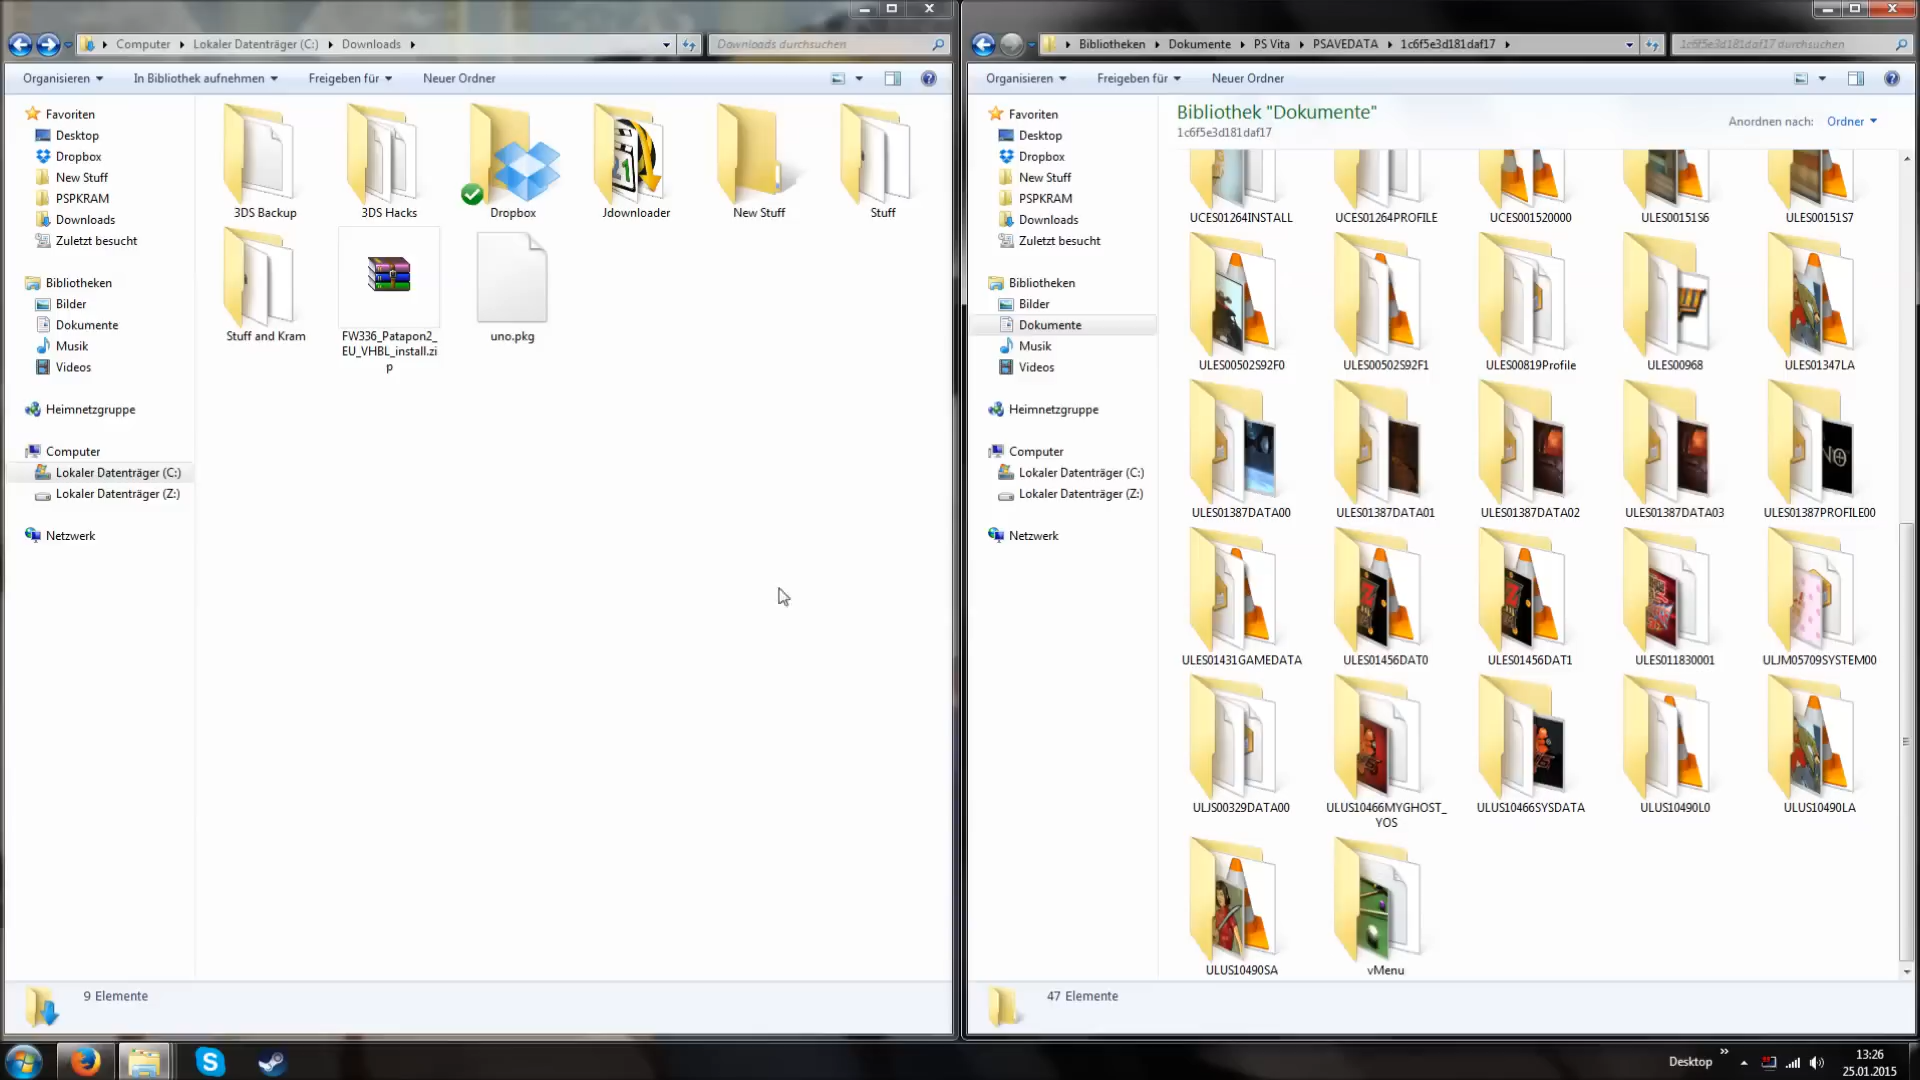 Computer
Lokaler Datenträger (C:)
Downloads
Downloads durchsuchen
Organisieren
In Bibliothek aufnehmen
Freigeben für
Neuer Ordner
Favoriten
Desktop
Dropbox
New Stuff
PSPKRAM
Downloads
Zuletzt besucht
Bibliotheken
Bilder
Dokumente
Musik
Videos
Heimnetzgruppe
Computer
Lokaler Datenträger (C:)
Lokaler Datenträger (Z:)
Netzwerk
3DS Backup
3DS Hacks
Dropbox
Jdownloader
New Stuff
Stuff
Stuff and Kram
FW336_Patapon2_
EU_VHBL_install.zi
p
uno.pkg
9 Elemente
Bibliotheken
Dokumente
PS Vita
PSAVEDATA
1c6f5e3d181daf17
1c6f5e3d181daf17 durchsuchen
Organisieren
Freigeben für
Neuer Ordner
Favoriten
Desktop
Dropbox
New Stuff
PSPKRAM
Downloads
Zuletzt besucht
Bibliotheken
Bilder
Dokumente
Musik
Videos
Heimnetzgruppe
Computer
Lokaler Datenträger (C:)
Lokaler Datenträger (Z:)
Netzwerk
Bibliothek "Dokumente"
1c6f5e3d181daf17
Anordnen nach: Ordner
UCES01264INSTALL
UCES01264PROFILE
UCES001520000
ULES00151S6
ULES00151S7
ULES00502S92F0
ULES00502S92F1
ULES00819Profile
ULES00968
ULES01347LA
ULES01387DATA00
ULES01387DATA01
ULES01387DATA02
ULES01387DATA03
ULES01387PROFILE00
ULES01431GAMEDATA
ULES01456DAT0
ULES01456DAT1
ULES011830001
ULJM05709SYSTEM00
ULJS00329DATA00
ULUS10466MYGHOST_
YOS
ULUS10466SYSDATA
ULUS10490L0
ULUS10490LA
ULUS10490SA
vMenu
47 Elemente
Desktop
13:26
25.01.2015